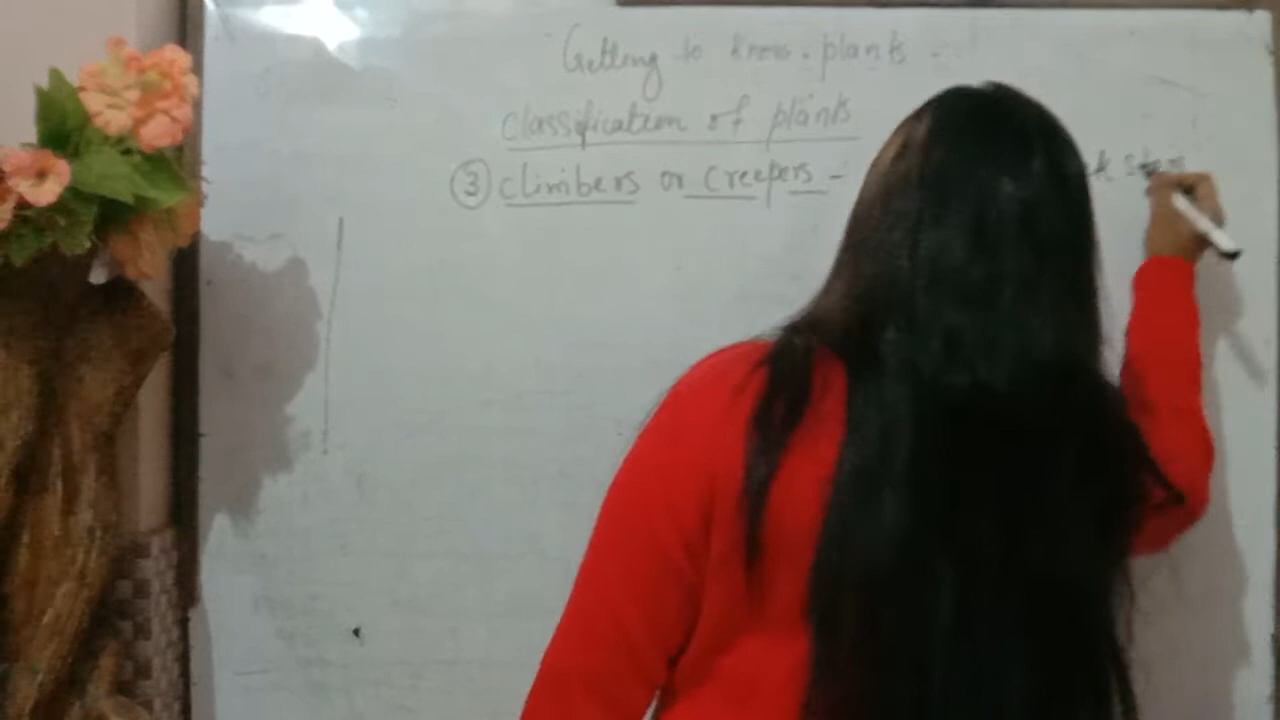 Getting to know plants -
Classification of plants
③ climbers or creepers -